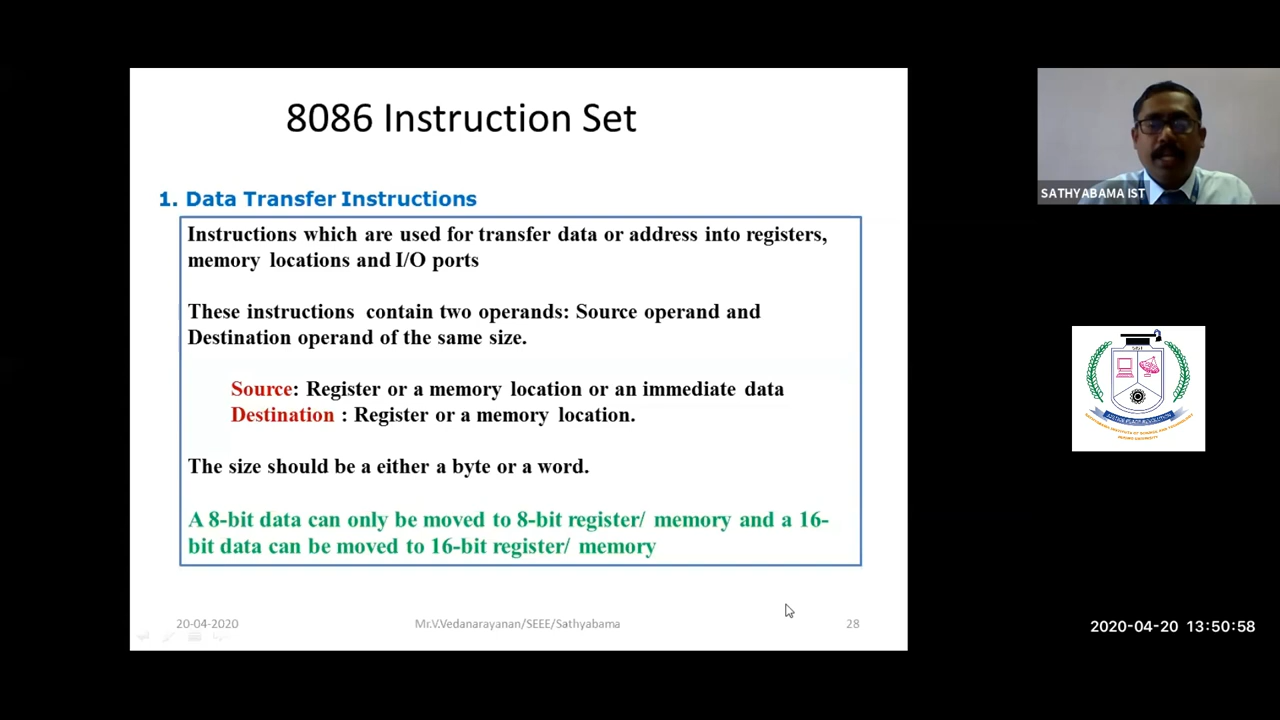 8086 Instruction Set
1. Data Transfer Instructions
Instructions which are used for transfer data or address into registers,
memory locations and I/O ports
These instructions contain two operands: Source operand and
Destination operand of the same size.
Source: Register or a memory location or an immediate data
Destination : Register or a memory location.
The size should be a either a byte or a word.
A 8-bit data can only be moved to 8-bit register/ memory and a 16-
bit data can be moved to 16-bit register/ memory
20-04-2020
Mr.V.Vedanarayanan/SEEE/Sathyabama
28
SATHYABAMA IST
2020-04-20 13:50:58